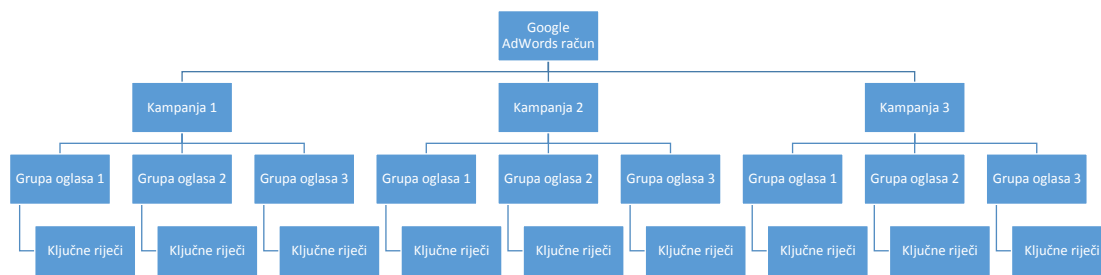 Google
AdWords račun
Kampanja 1
Kampanja 2
Kampanja 3
Grupa oglasa 1
Grupa oglasa 2
Grupa oglasa 3
Grupa oglasa 1
Grupa oglasa 2
Grupa oglasa 3
Grupa oglasa 1
Grupa oglasa 2
Grupa oglasa 3
Ključne riječi
Ključne riječi
Ključne riječi
Ključne riječi
Ključne riječi
Ključne riječi
Ključne riječi
Ključne riječi
Ključne riječi